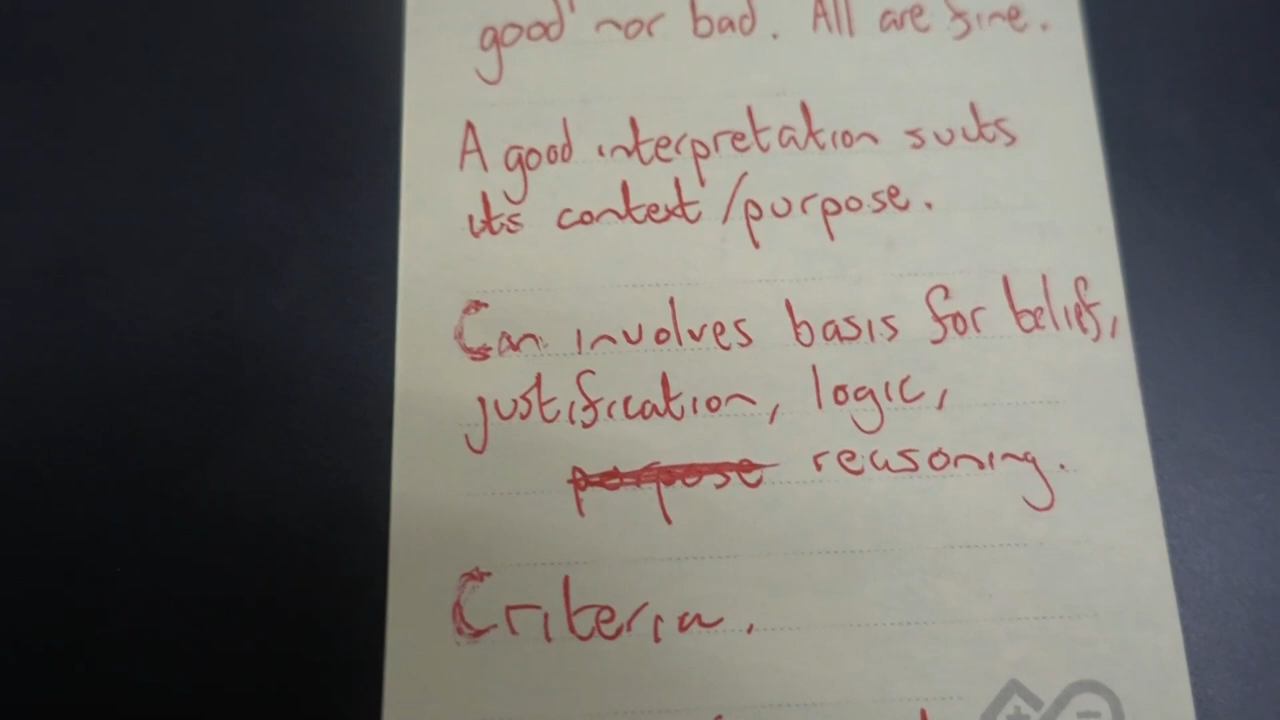 good nor bad. All are fine.
A good interpretation suits
its context/purpose.
Can involves basis for belief,
justification, logic,
purpose reasoning.
Criteria.